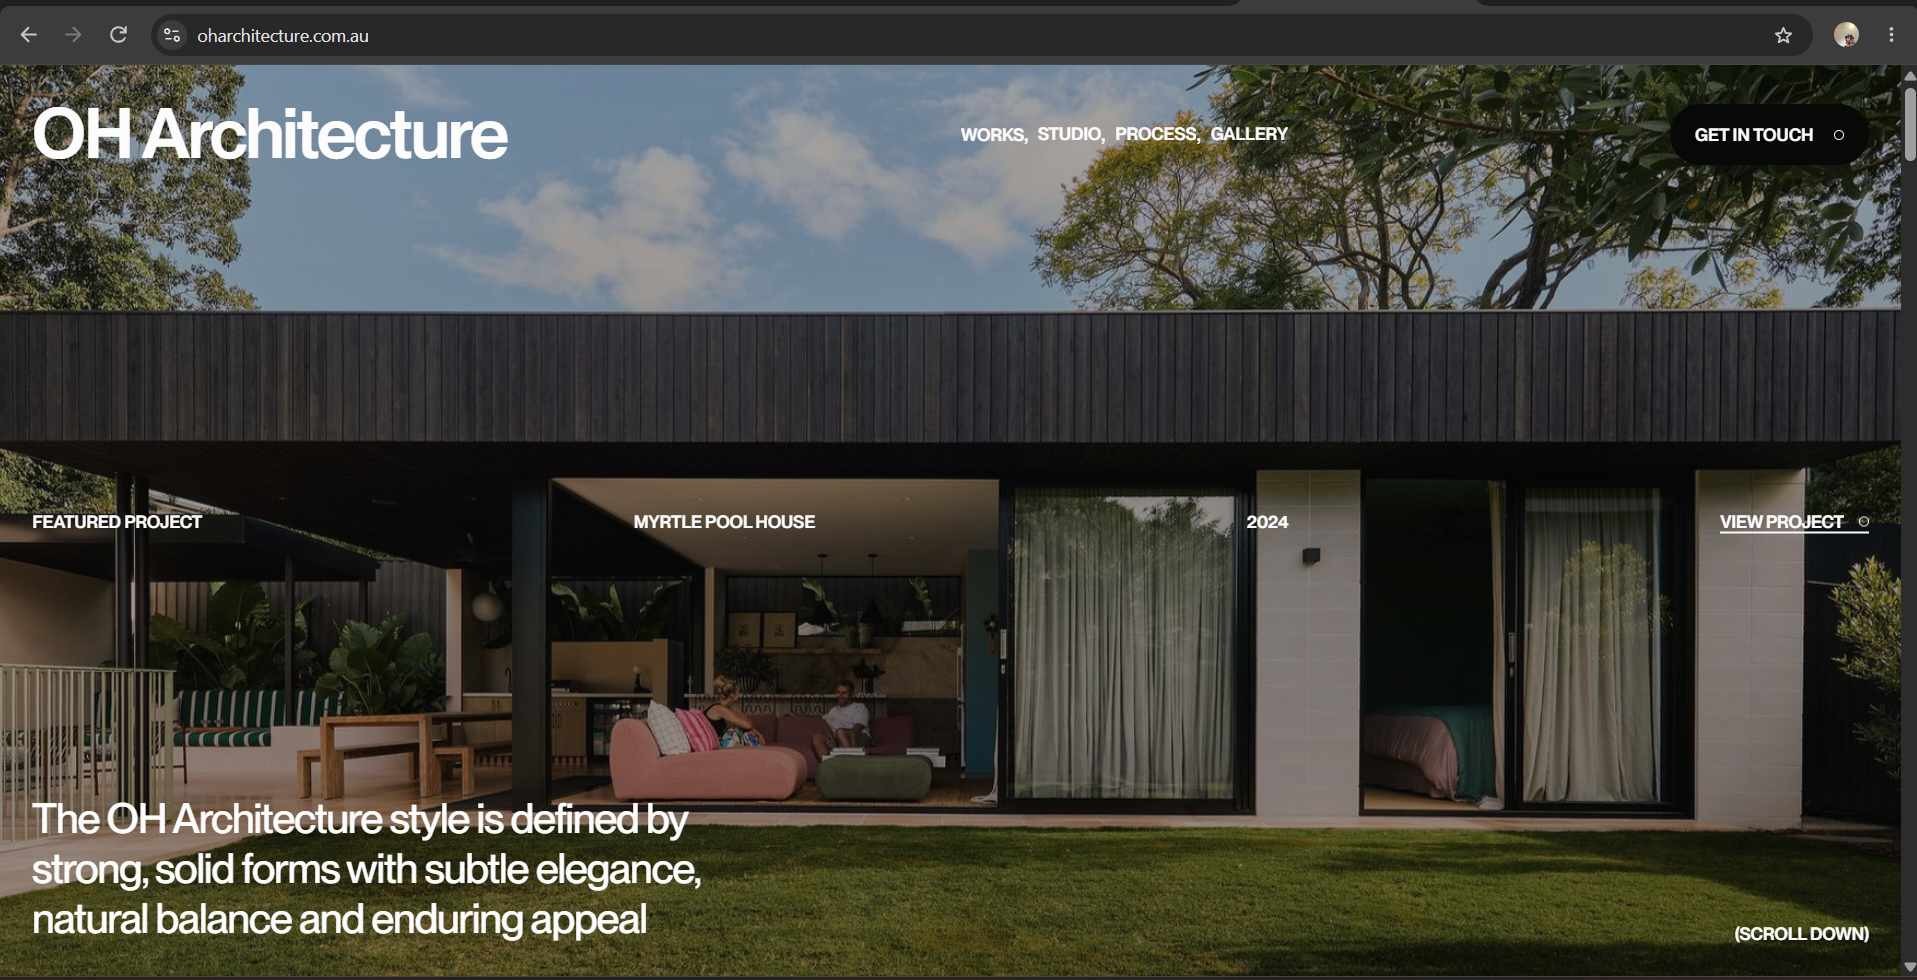 oharchitecture.com.au
OH Architecture
WORKS, STUDIO, PROCESS, GALLERY
GET IN TOUCH
FEATURED PROJECT
MYRTLE POOL HOUSE
2024
VIEW PROJECT
The OH Architecture style is defined by
strong, solid forms with subtle elegance,
natural balance and enduring appeal
(SCROLL DOWN)